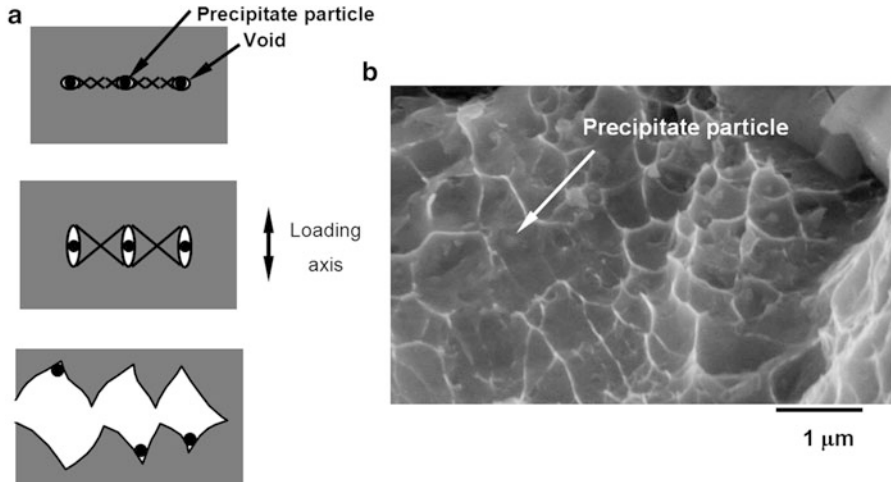 a
Precipitate particle
Void
Loading
axis
b
Precipitate particle
1 μm